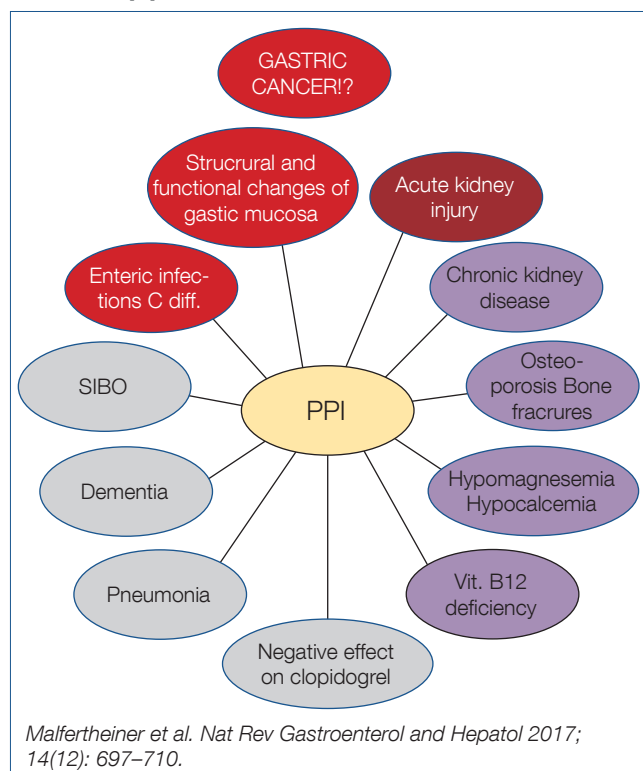 GASTRIC
CANCER!?
Strucrural and
functional changes of
gastic mucosa
Acute kidney
injury
Enteric infec-
tions C diff.
Chronic kidney
disease
SIBO
PPI
Osteo-
porosis Bone
fracrures
Dementia
Hypomagnesemia
Hypocalcemia
Pneumonia
Vit. B12
deficiency
Negative effect
on clopidogrel
Malfertheiner et al. Nat Rev Gastroenterol and Hepatol 2017;
14(12): 697–710.